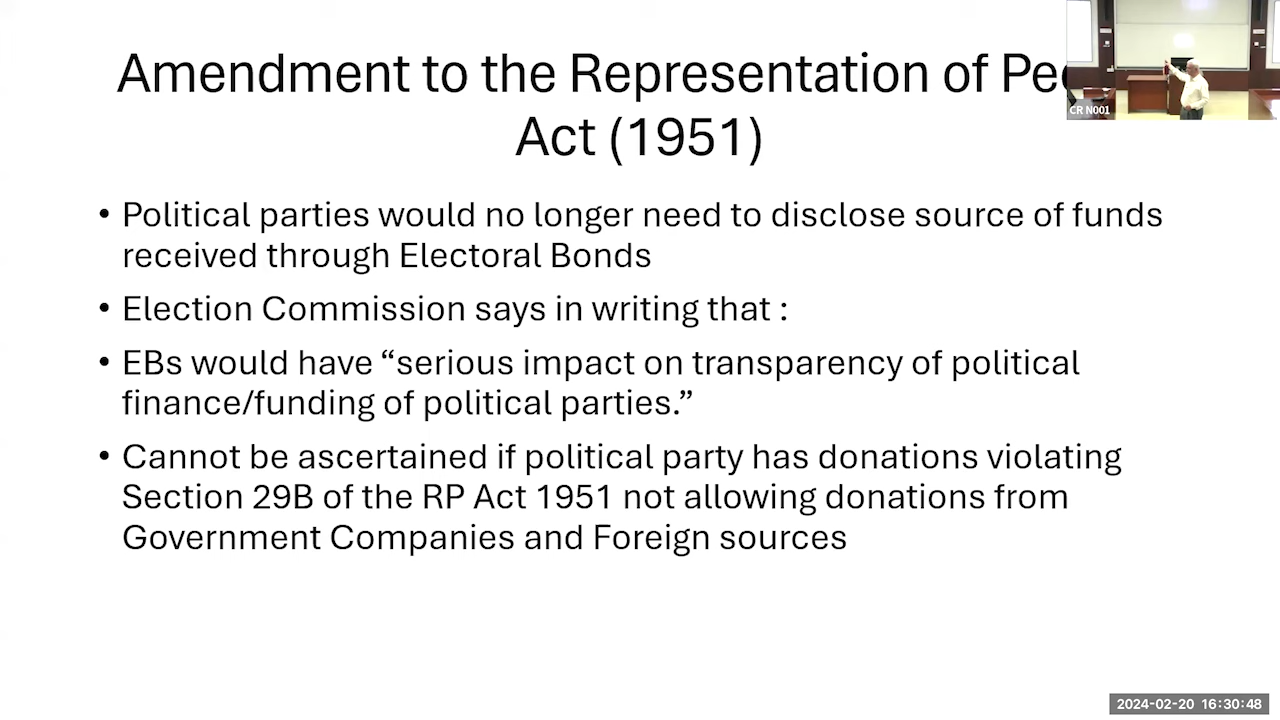 Amendment to the Representation of
Act (1951)
• Political parties would no longer need to disclose source of funds
received through Electoral Bonds
• Election Commission says in writing that :
• EBs would have “serious impact on transparency of political
finance/funding of political parties.”
• Cannot be ascertained if political party has donations violating
Section 29B of the RP Act 1951 not allowing donations from
Government Companies and Foreign sources
CR N001
2024-02-20 16:30:48